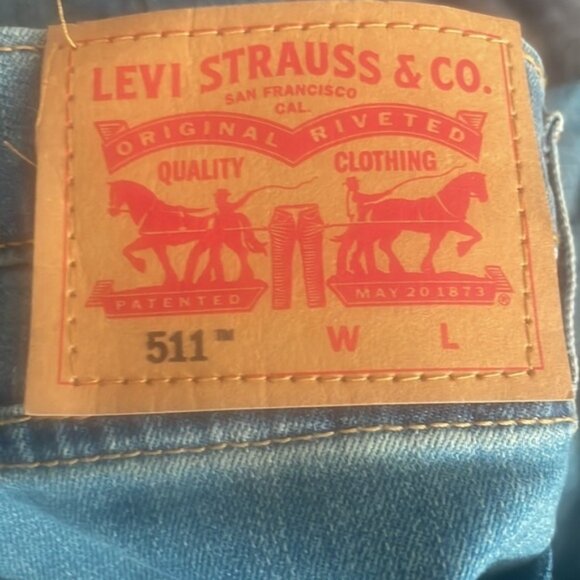 LEVI STRAUSS & CO.
SAN FRANCISCO
CAL.
ORIGINAL RIVETED
QUALITY CLOTHING
PATENTED MAY 20 1873 ®
511™ W L